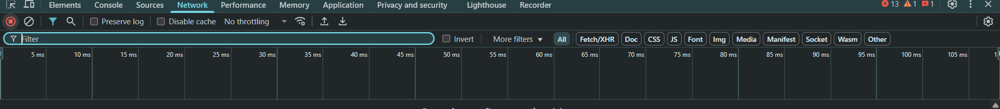 Elements Console Sources Network Performance Memory Application Privacy and security Lighthouse Recorder 13 1 1
Preserve log Disable cache No throttling
Filter Invert More filters All Fetch/XHR Doc CSS JS Font Img Media Manifest Socket Wasm Other
5 ms 10 ms 15 ms 20 ms 25 ms 30 ms 35 ms 40 ms 45 ms 50 ms 55 ms 60 ms 65 ms 70 ms 75 ms 80 ms 85 ms 90 ms 95 ms 100 ms 105 ms 1